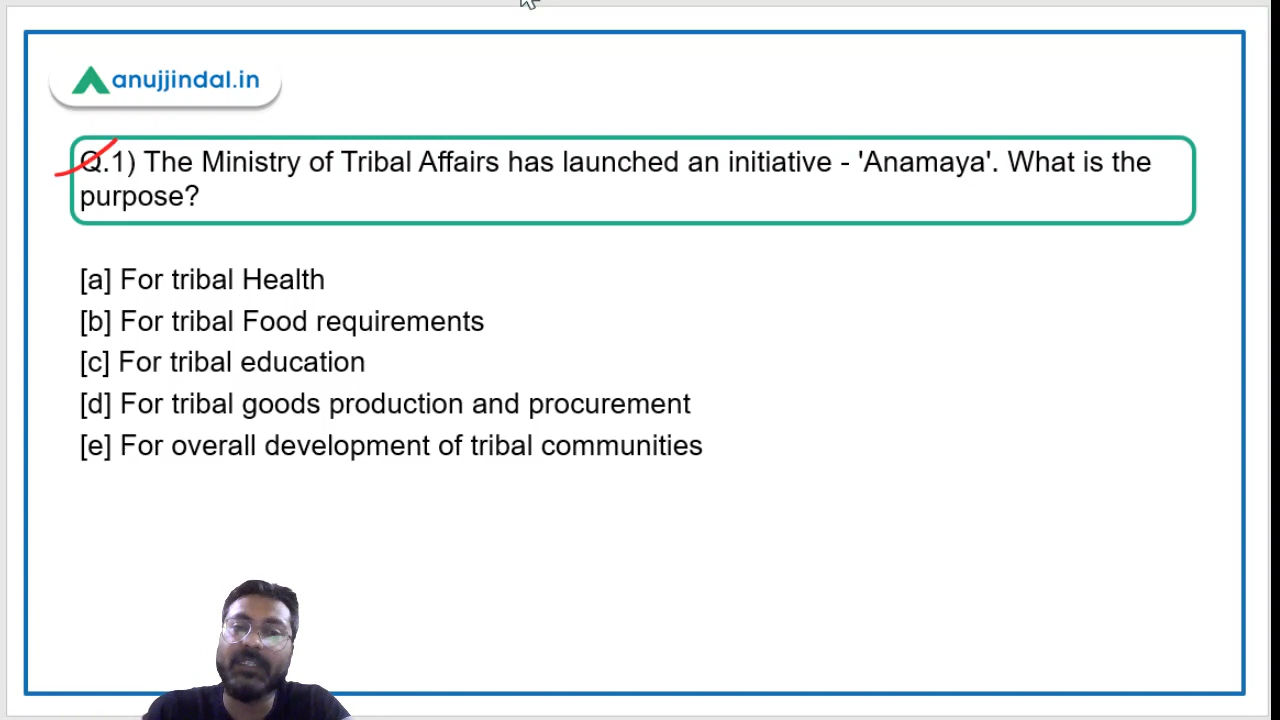 anujjindal.in
Q.1) The Ministry of Tribal Affairs has launched an initiative - 'Anamaya'. What is the
purpose?
[a] For tribal Health
[b] For tribal Food requirements
[c] For tribal education
[d] For tribal goods production and procurement
[e] For overall development of tribal communities